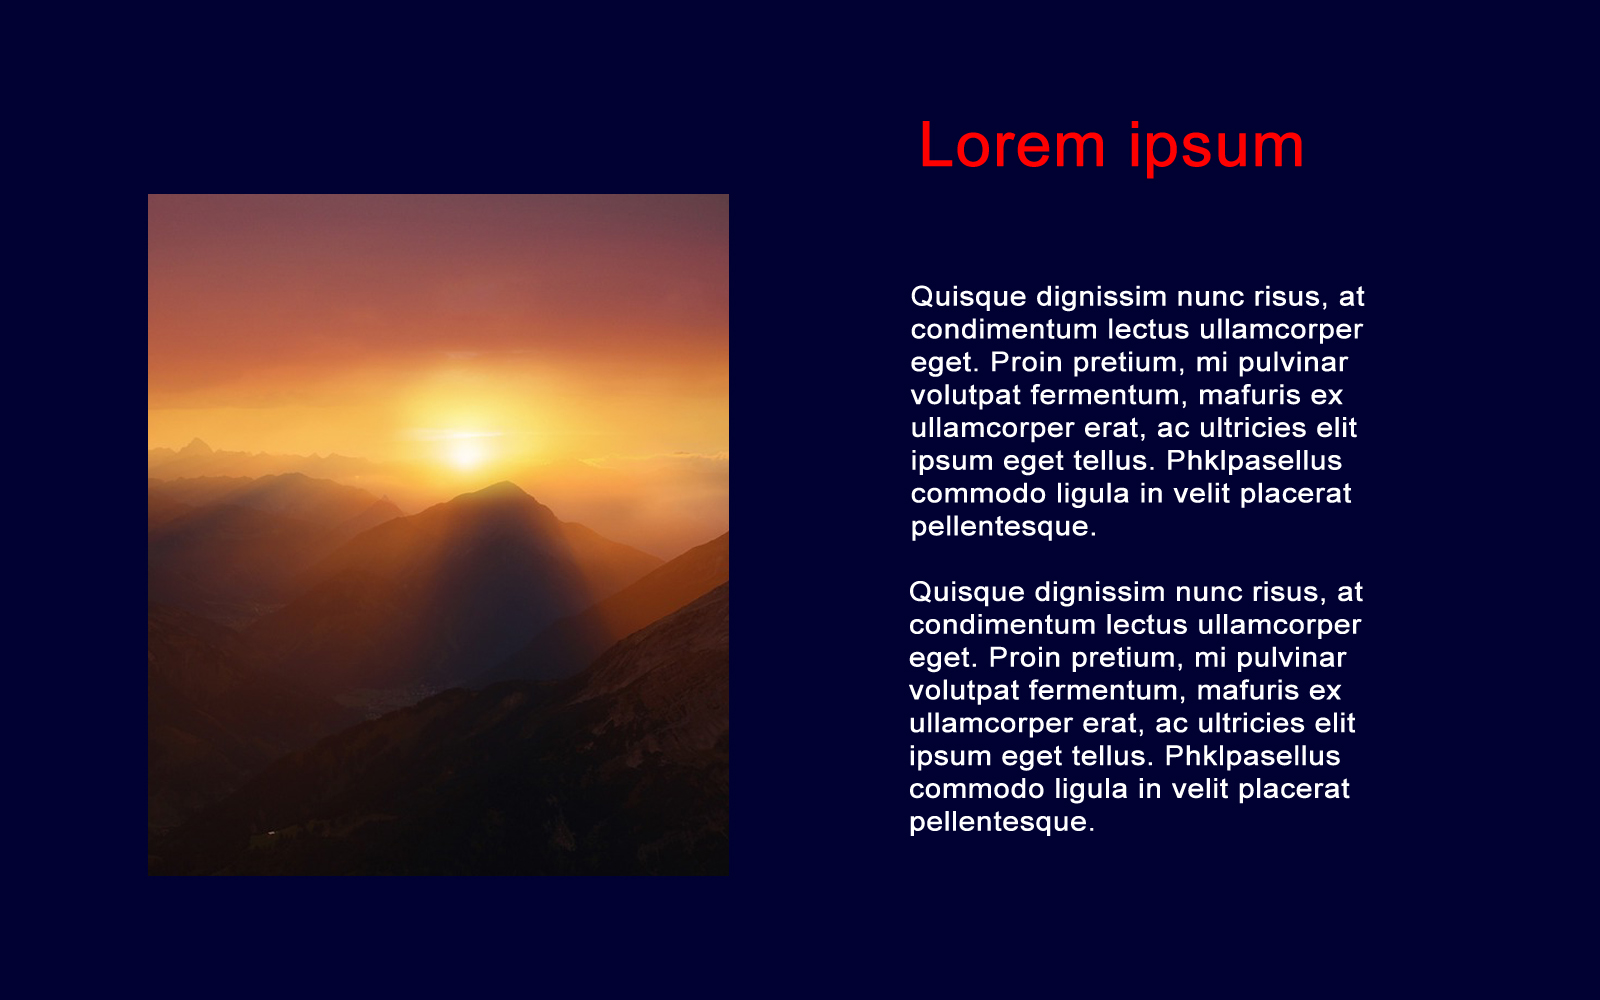 Lorem ipsum
Quisque dignissim nunc risus, at
condimentum lectus ullamcorper
eget. Proin pretium, mi pulvinar
volutpat fermentum, mafuris ex
ullamcorper erat, ac ultricies elit
ipsum eget tellus. Phklpasellus
commodo ligula in velit placerat
pellentesque.
Quisque dignissim nunc risus, at
condimentum lectus ullamcorper
eget. Proin pretium, mi pulvinar
volutpat fermentum, mafuris ex
ullamcorper erat, ac ultricies elit
ipsum eget tellus. Phklpasellus
commodo ligula in velit placerat
pellentesque.